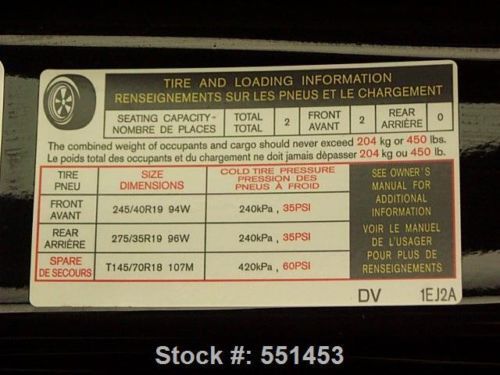 TIRE AND LOADING INFORMATION
RENSEIGNEMENTS SUR LES PNEUS ET LE CHARGEMENT
SEATING CAPACITY- TOTAL 2 FRONT 2 REAR 0
NOMBRE DE PLACES TOTAL AVANT ARRIÈRE
The combined weight of occupants and cargo should never exceed 204 kg or 450 lbs.
Le poids total des occupants et du chargement ne doit jamais dépasser 204 kg ou 450 lb.
TIRE SIZE COLD TIRE PRESSURE
PNEU DIMENSIONS PRESSION DES
PNEUS À FROID
FRONT
AVANT 245/40R19 94W 240kPa , 35PSI
REAR
ARRIÈRE 275/35R19 96W 240kPa , 35PSI
SPARE
DE SECOURS T145/70R18 107M 420kPa , 60PSI
SEE OWNER'S
MANUAL FOR
ADDITIONAL
INFORMATION
VOIR LE MANUEL
DE L'USAGER
POUR PLUS DE
RENSEIGNEMENTS
DV 1EJ2A
Stock #: 551453